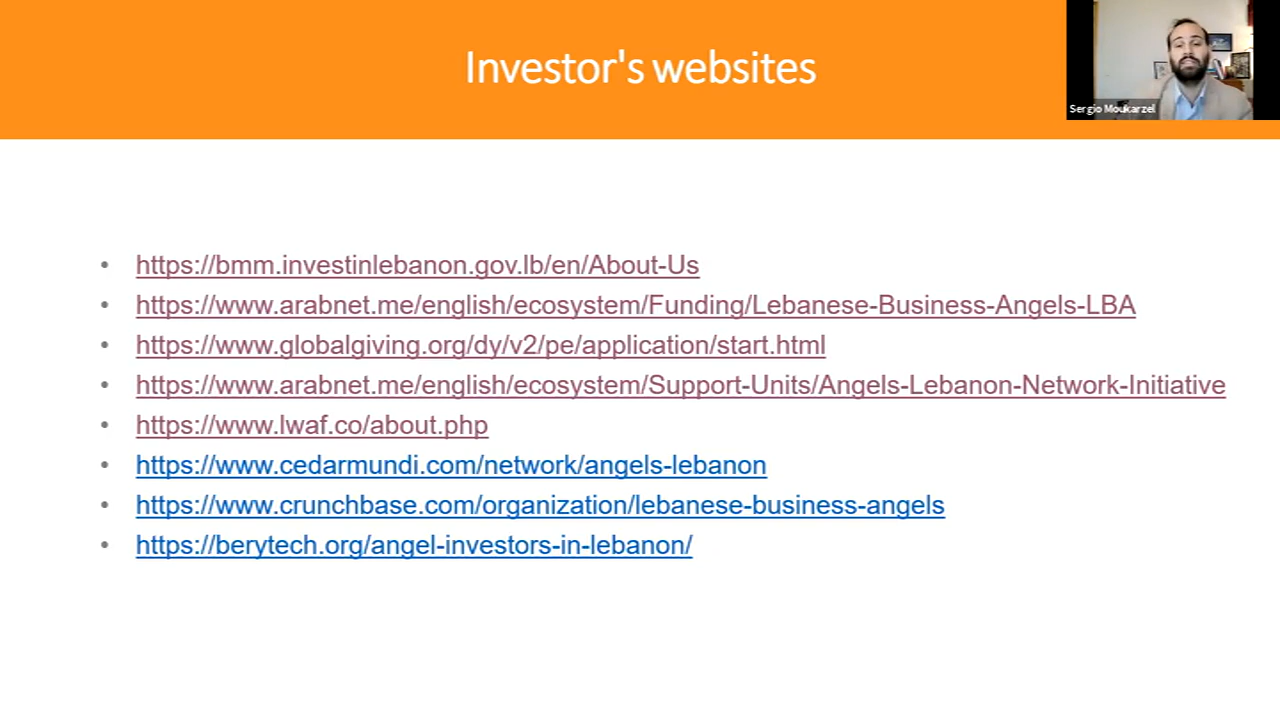 Investor's websites
Sergio Moukarzel
• https://bmm.investinlebanon.gov.lb/en/About-Us
• https://www.arabnet.me/english/ecosystem/Funding/Lebanese-Business-Angels-LBA
• https://www.globalgiving.org/dy/v2/pe/application/start.html
• https://www.arabnet.me/english/ecosystem/Support-Units/Angels-Lebanon-Network-Initiative
• https://www.lwaf.co/about.php
• https://www.cedarmundi.com/network/angels-lebanon
• https://www.crunchbase.com/organization/lebanese-business-angels
• https://berytech.org/angel-investors-in-lebanon/